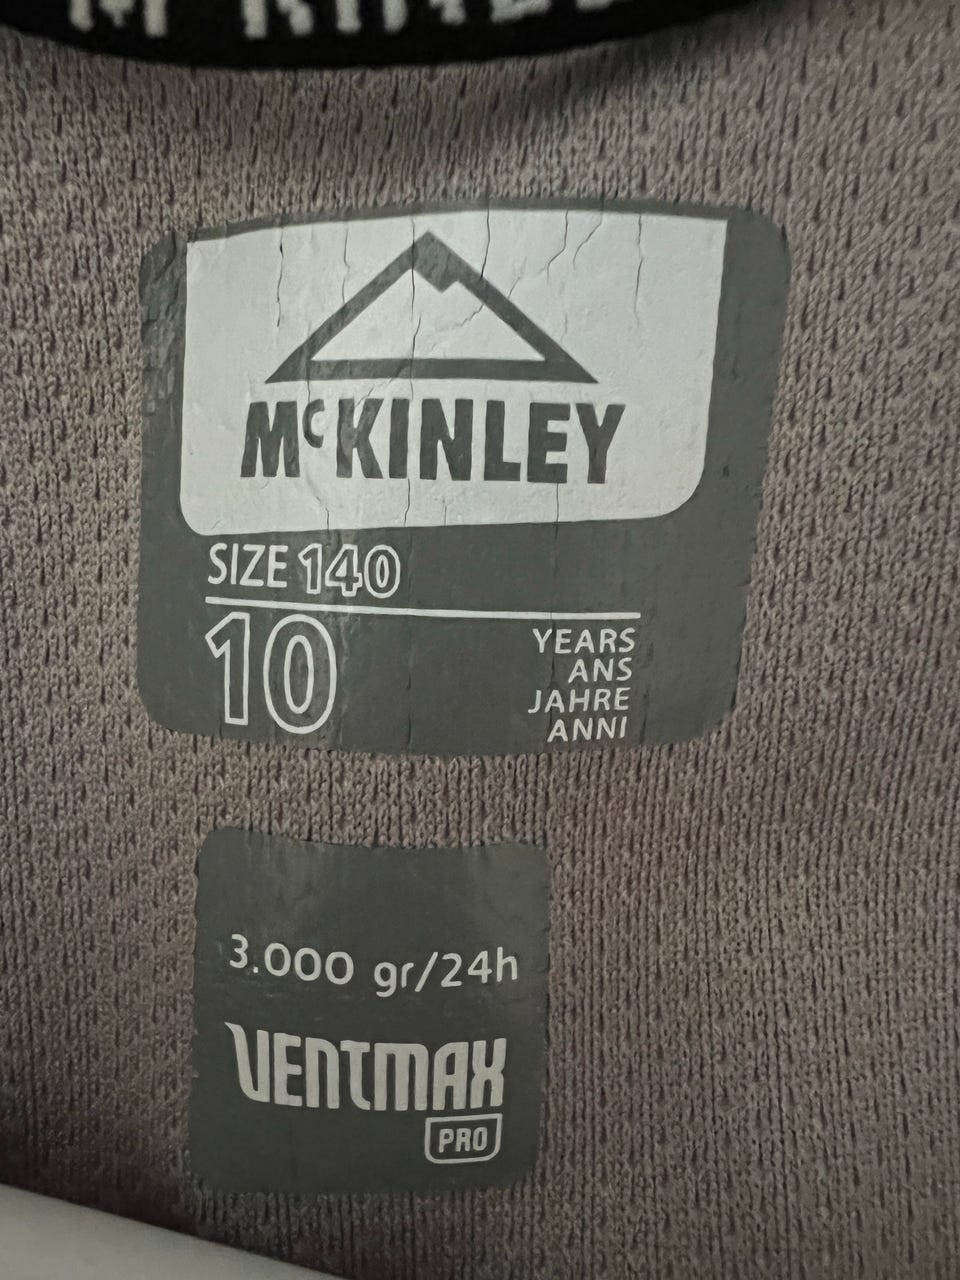 McKINLEY
SIZE 140
10
YEARS
ANS
JAHRE
ANNI
3.000 gr/24h
VENTMAX
PRO